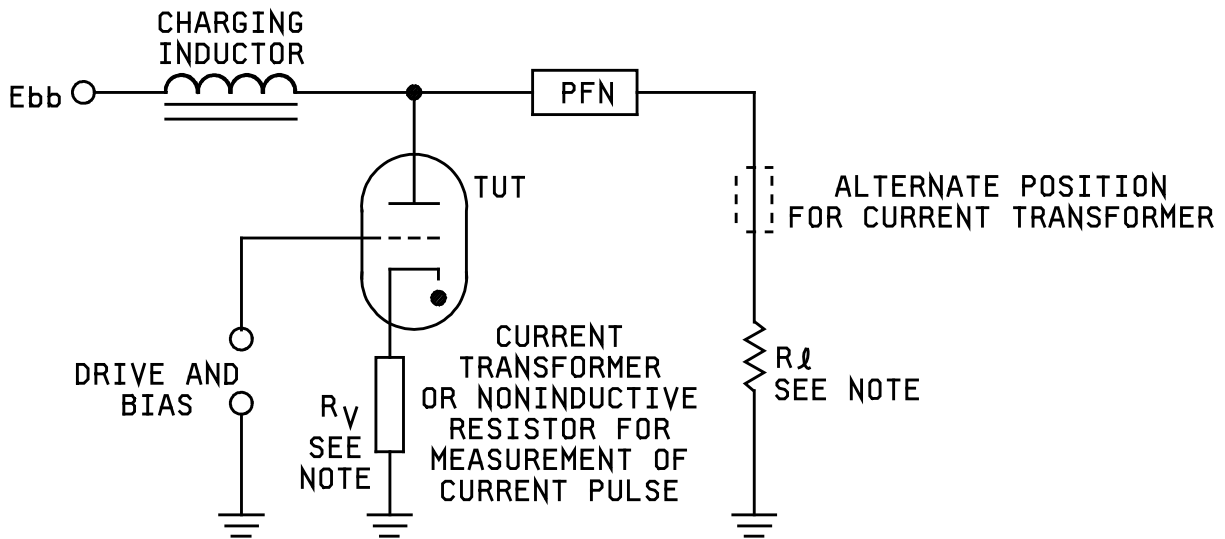 CHARGING
INDUCTOR
Ebb
PFN
TUT
ALTERNATE POSITION
FOR CURRENT TRANSFORMER
DRIVE AND
BIAS
RV
SEE
NOTE
CURRENT
TRANSFORMER
OR NONINDUCTIVE
RESISTOR FOR
MEASUREMENT OF
CURRENT PULSE
Rℓ
SEE NOTE